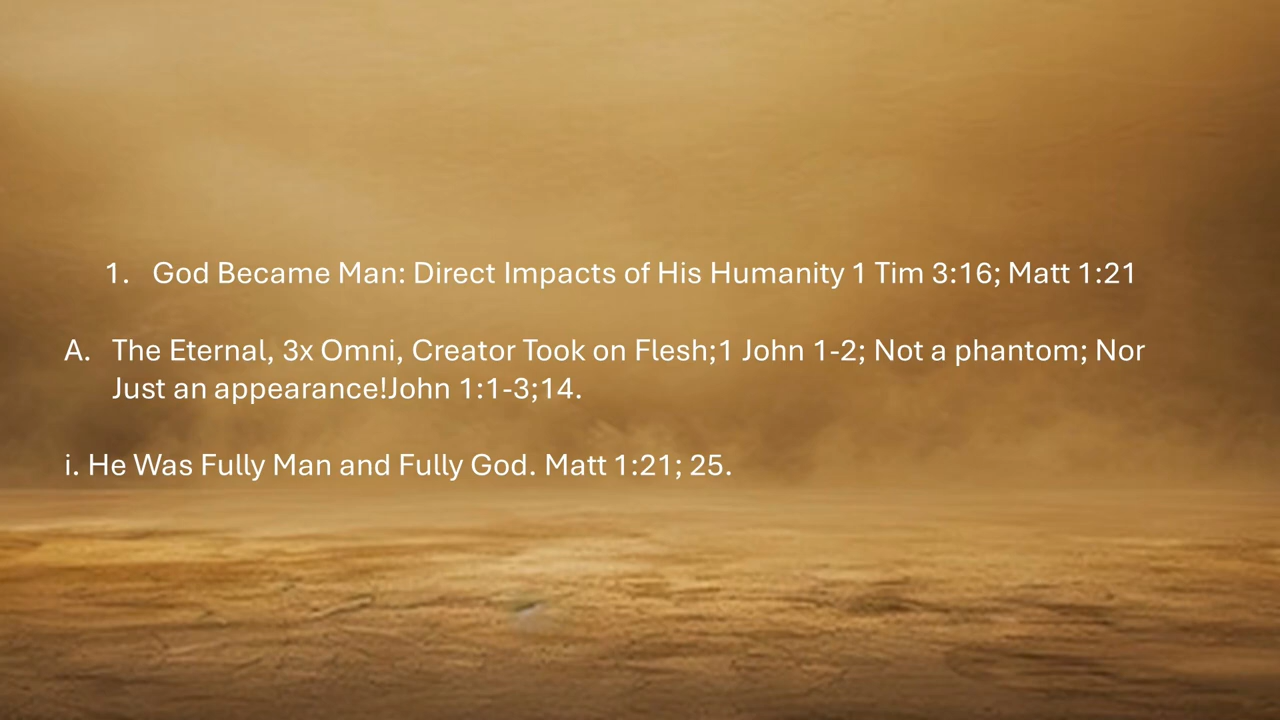 1. God Became Man: Direct Impacts of His Humanity 1 Tim 3:16; Matt 1:21
A. The Eternal, 3x Omni, Creator Took on Flesh;1 John 1-2; Not a phantom; Nor
Just an appearance!John 1:1-3;14.
i. He Was Fully Man and Fully God. Matt 1:21; 25.